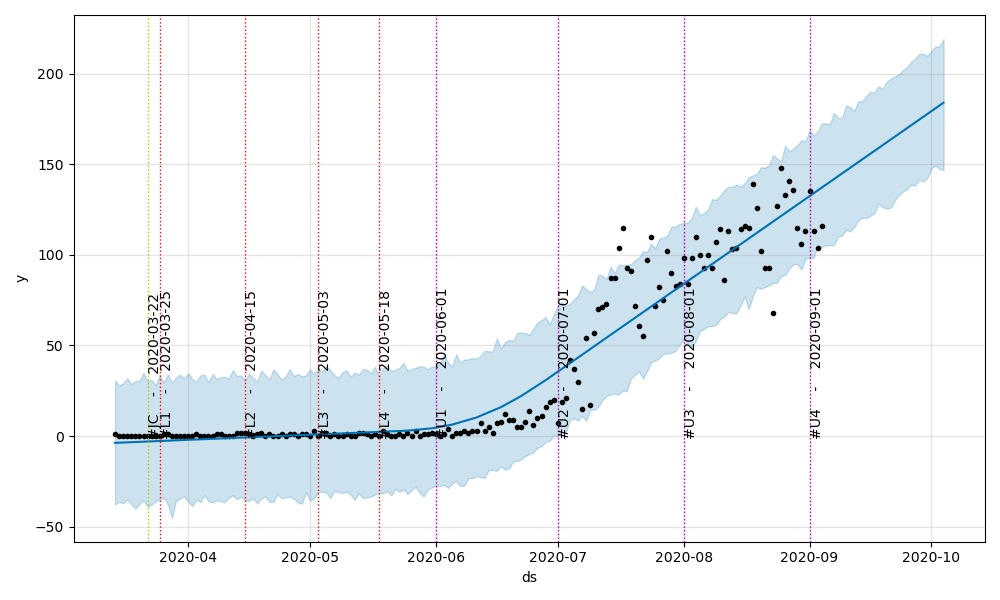 200
150
100
50
0
−50
y
#JC - 2020-03-22
#L1 - 2020-03-25
#L2 - 2020-04-15
#L3 - 2020-05-03
#L4 - 2020-05-18
#U1 - 2020-06-01
#U2 - 2020-07-01
#U3 - 2020-08-01
#U4 - 2020-09-01
2020-04 2020-05 2020-06 2020-07 2020-08 2020-09 2020-10
ds